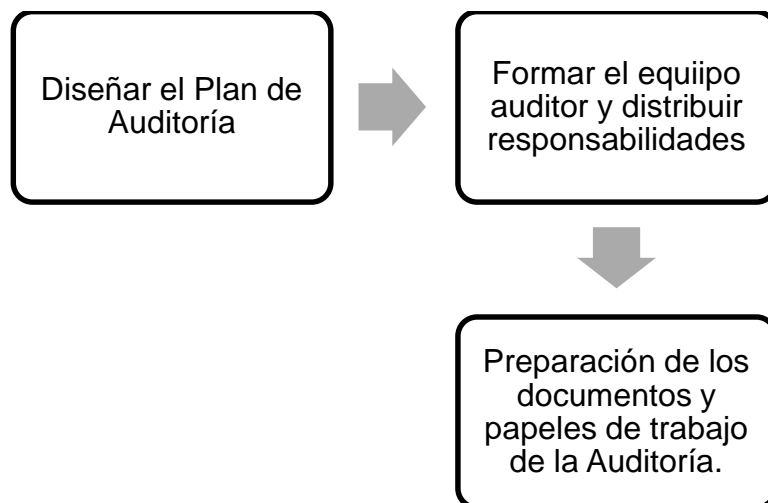 Diseñar el Plan de
Auditoría
Formar el equiipo
auditor y distribuir
responsabilidades
Preparación de los
documentos y
papeles de trabajo
de la Auditoría.